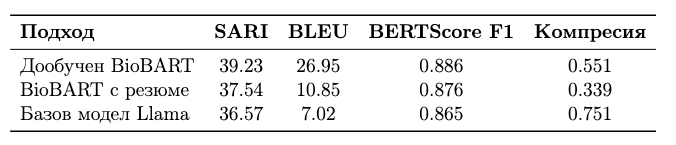 Подход SARI BLEU BERTScore F1 Компресия
Дообучен BioBART 39.23 26.95 0.886 0.551
BioBART с резюме 37.54 10.85 0.876 0.339
Базов модел Llama 36.57 7.02 0.865 0.751